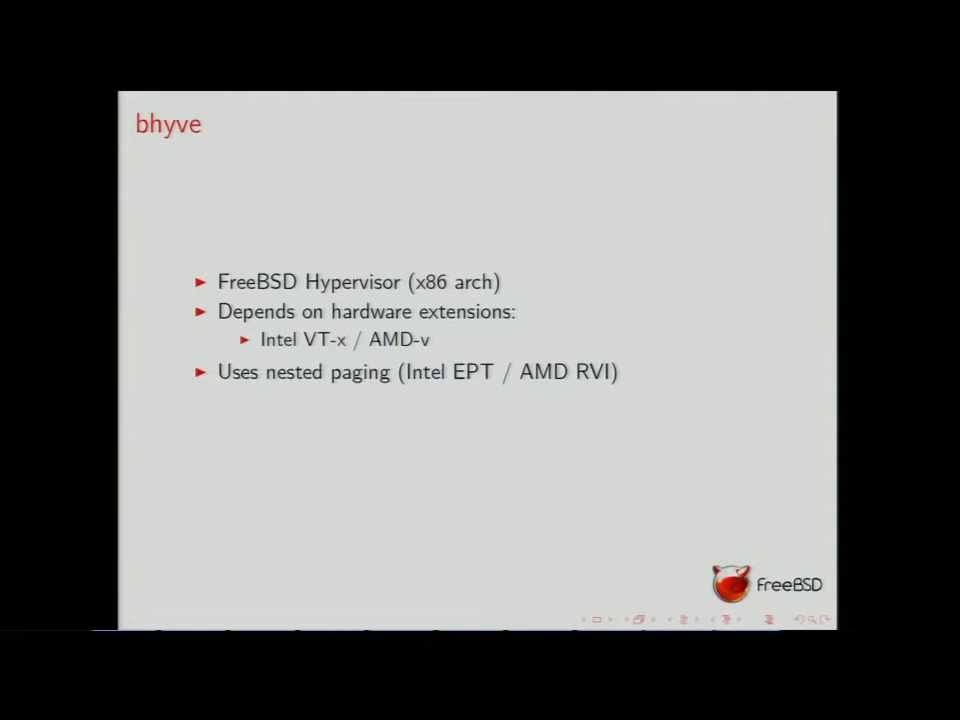 bhyve
FreeBSD Hypervisor (x86 arch)
Depends on hardware extensions:
Intel VT-x / AMD-v
Uses nested paging (Intel EPT / AMD RVI)
FreeBSD